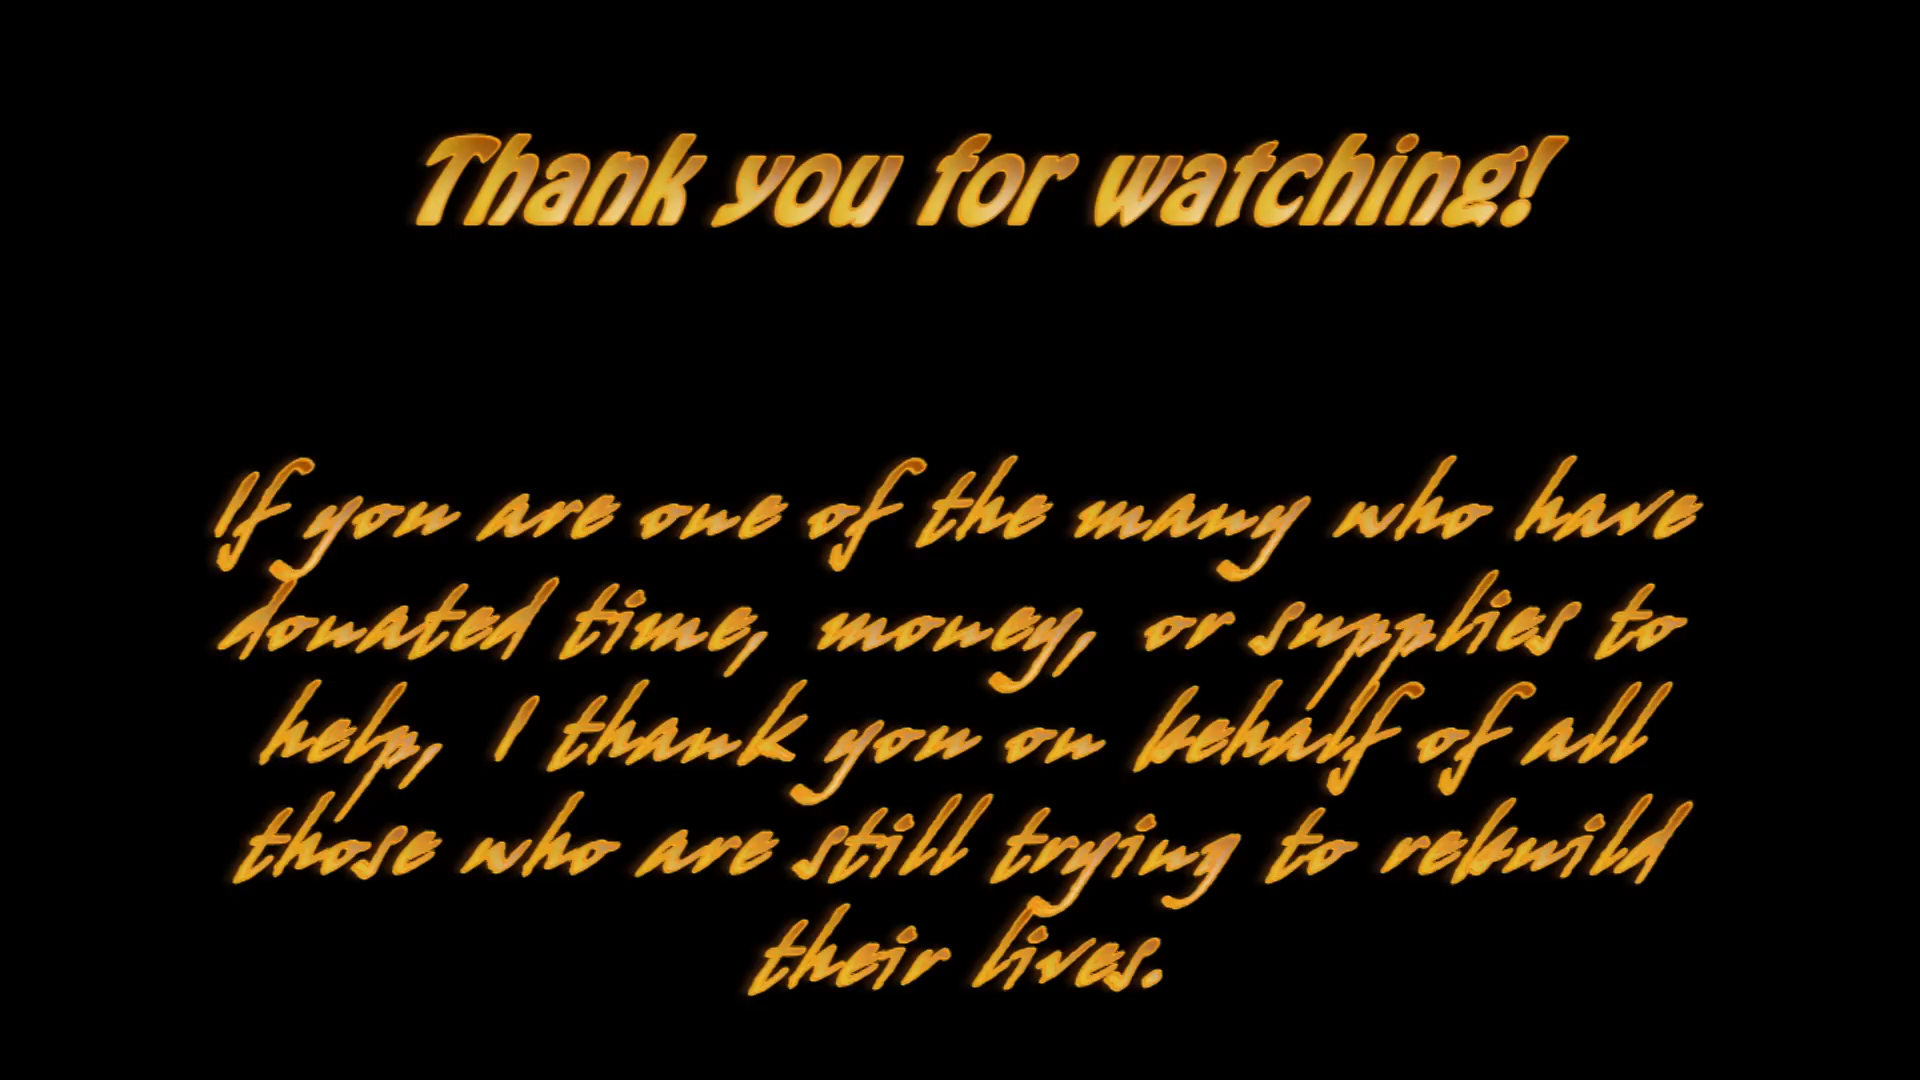 Thank you for watching!
If you are one of the many who have
donated time, money, or supplies to
help, I thank you on behalf of all
those who are still trying to rebuild
their lives.